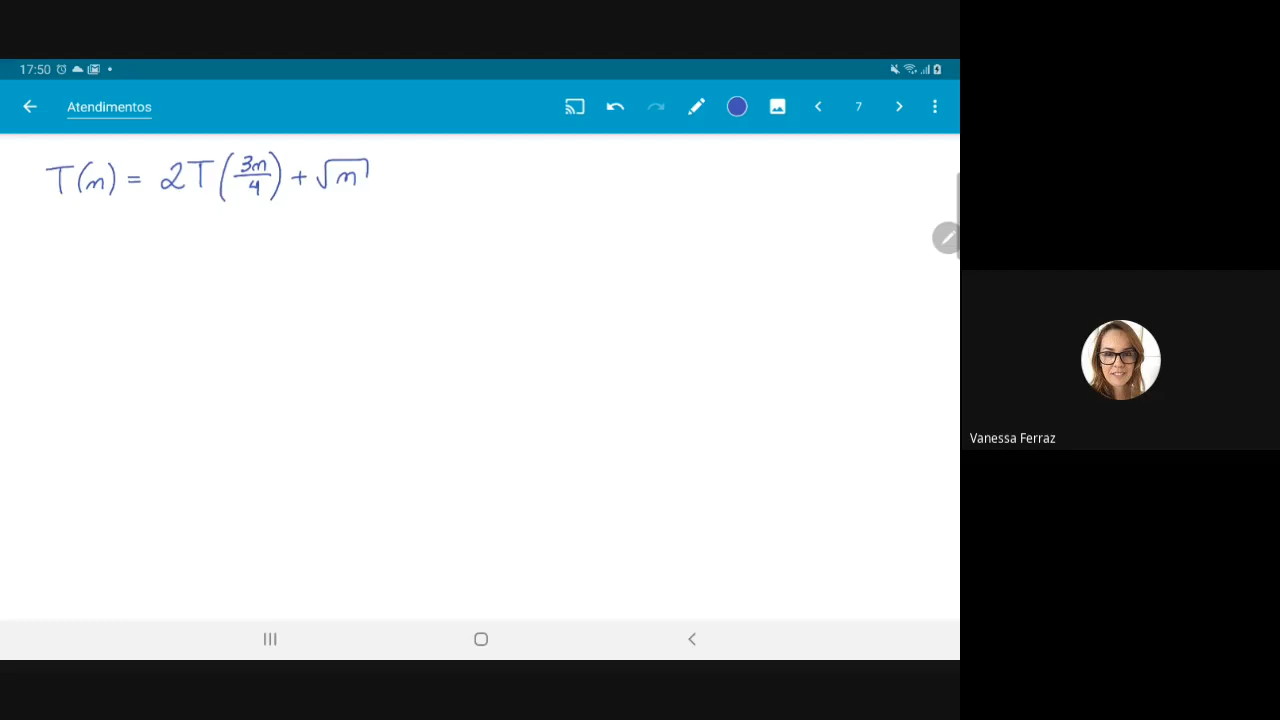 17:50
Atendimentos
7
T(n) = 2T(3n/4) + √n
Vanessa Ferraz